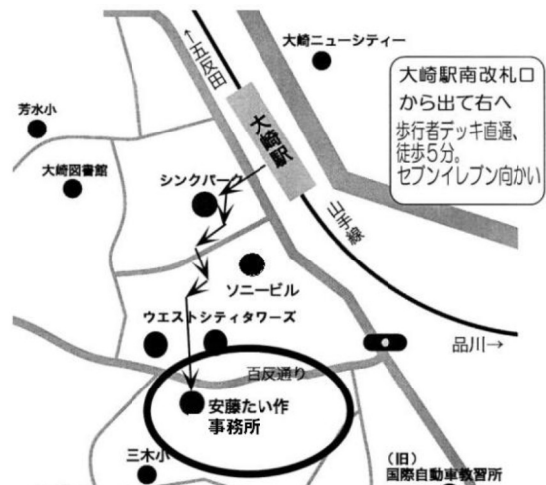 ←五反田
大崎ニューシティー
大崎駅南改札口
から出て右へ
歩行者デッキ直通、
徒歩5分。
セブンイレブン向かい
芳水小
大崎駅
大崎図書館
シンクパーク
山手線
ソニービル
ウエストシティタワーズ
品川→
百反通り
安藤たい作
事務所
三木小
(旧)
国際自動車教習所